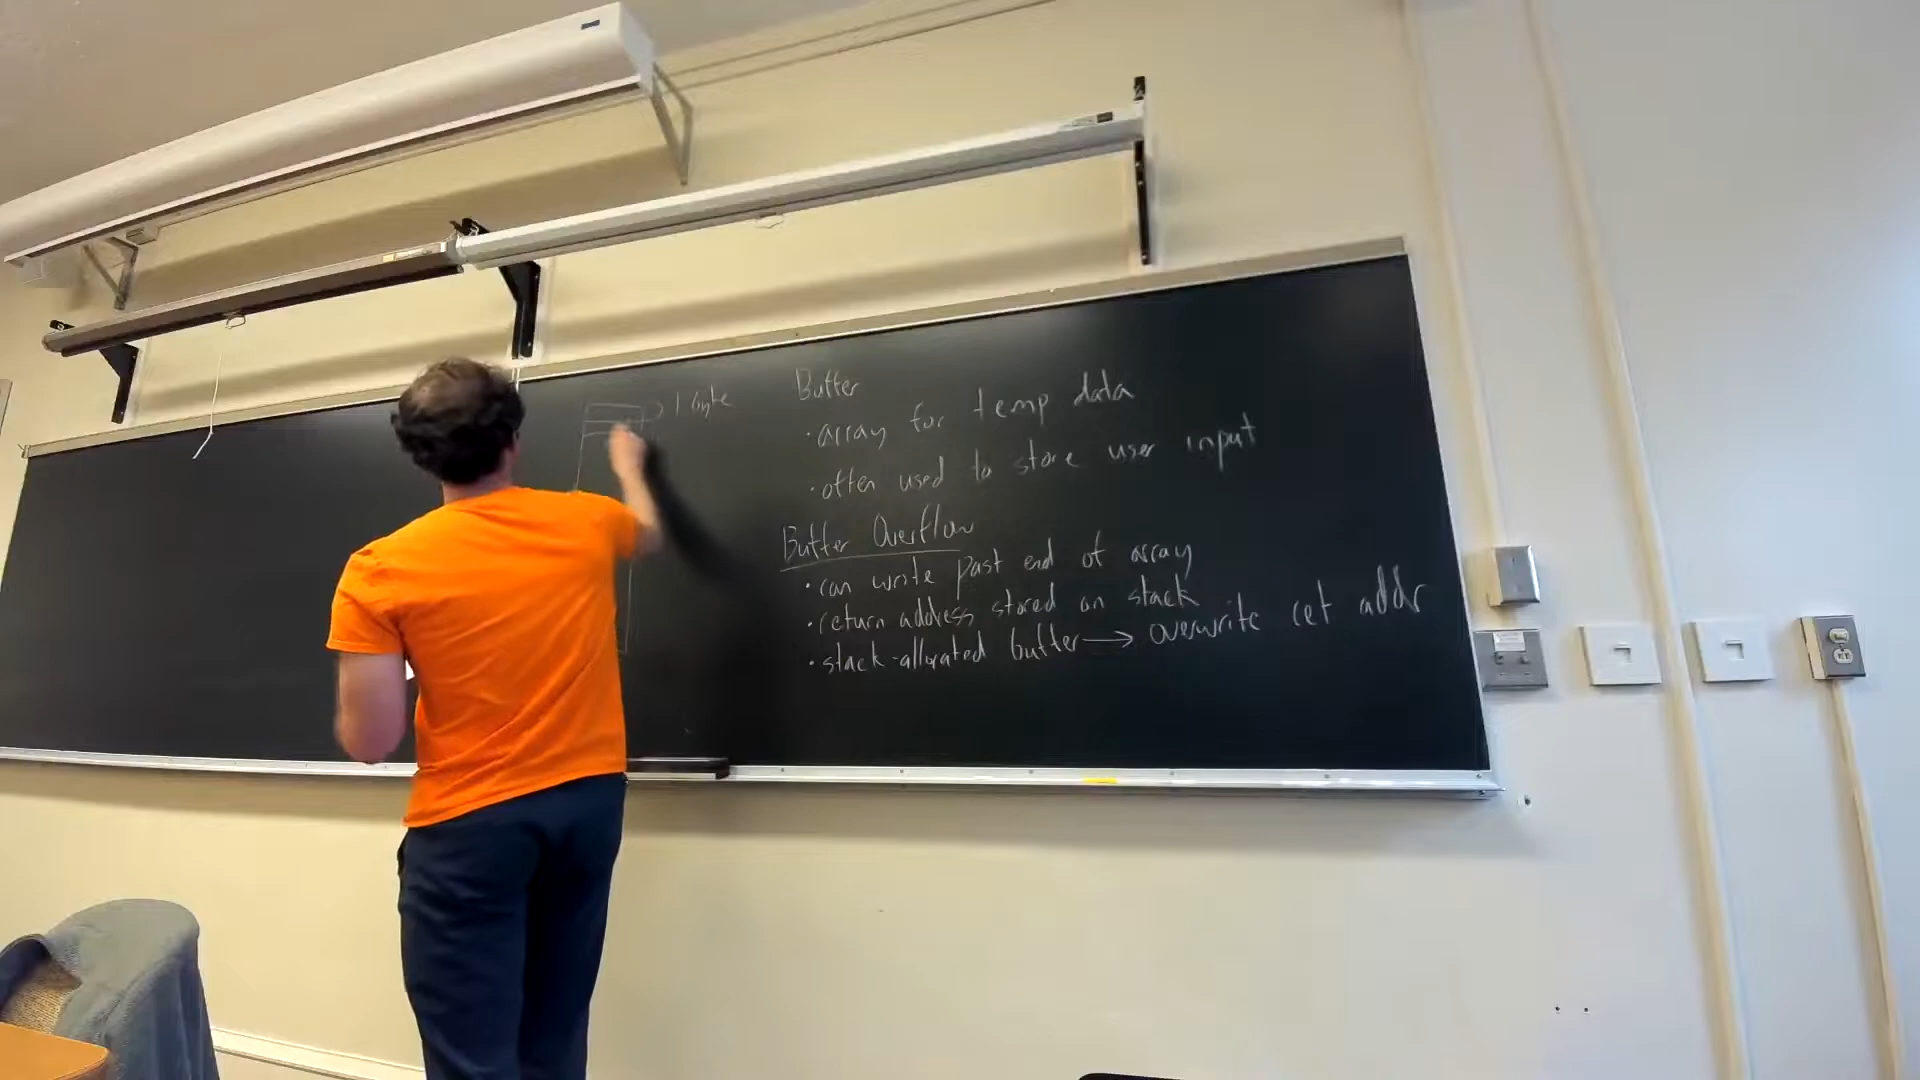 1 byte
Buffer
· array for temp data
· often used to store user input
Buffer Overflow
· can write past end of array
· return address stored on stack
· stack-allocated buffer → overwrite ret addr